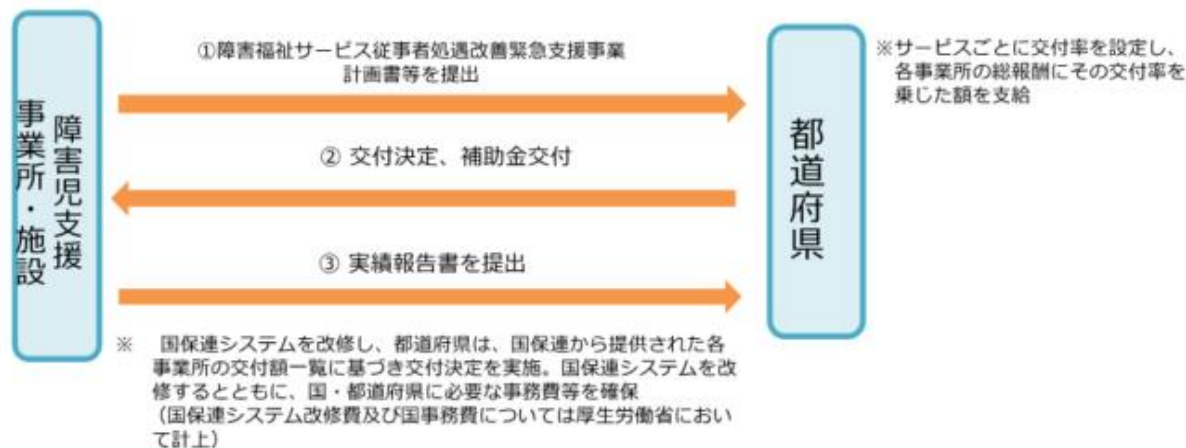 ①障害福祉サービス従事者処遇改善緊急支援事業
計画書等を提出
※サービスごとに交付率を設定し、
各事業所の総報酬にその交付率を
乗じた額を支給
障害児支援
事業所・施設
② 交付決定、補助金交付
都道府県
③ 実績報告書を提出
※　国保連システムを改修し、都道府県は、国保連から提供された各
事業所の交付額一覧に基づき交付決定を実施。国保連システムを改
修するとともに、国・都道府県に必要な事務費等を確保
（国保連システム改修費及び国事務費については厚生労働省におい
て計上）